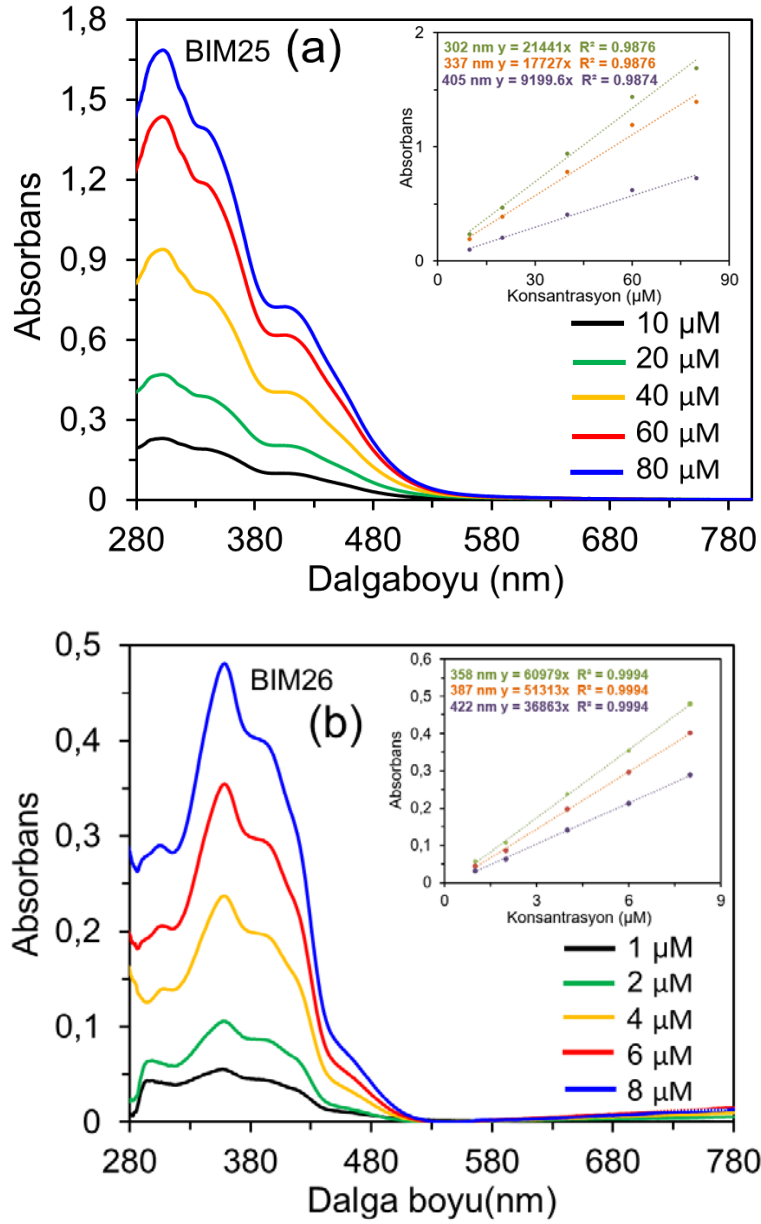 1,8
1,5
1,2
0,9
0,6
0,3
0
Absorbans
BIM25
(a)
280
380
480
580
680
780
Dalgaboyu (nm)
2
1
0
Absorbans
302 nm y = 21441x R² = 0.9876
337 nm y = 17727x R² = 0.9876
405 nm y = 9199.6x R² = 0.9874
0
30
60
90
Konsantrasyon (µM)
10 µM
20 µM
40 µM
60 µM
80 µM
0,5
0,4
0,3
0,2
0,1
0
Absorbans
BIM26
(b)
280
380
480
580
680
780
Dalga boyu(nm)
0,6
0,5
0,4
0,3
0,2
0,1
0
Absorbans
358 nm y = 60979x R² = 0.9994
387 nm y = 51313x R² = 0.9994
422 nm y = 36863x R² = 0.9994
0
3
6
9
Konsantrasyon (µM)
1 µM
2 µM
4 µM
6 µM
8 µM